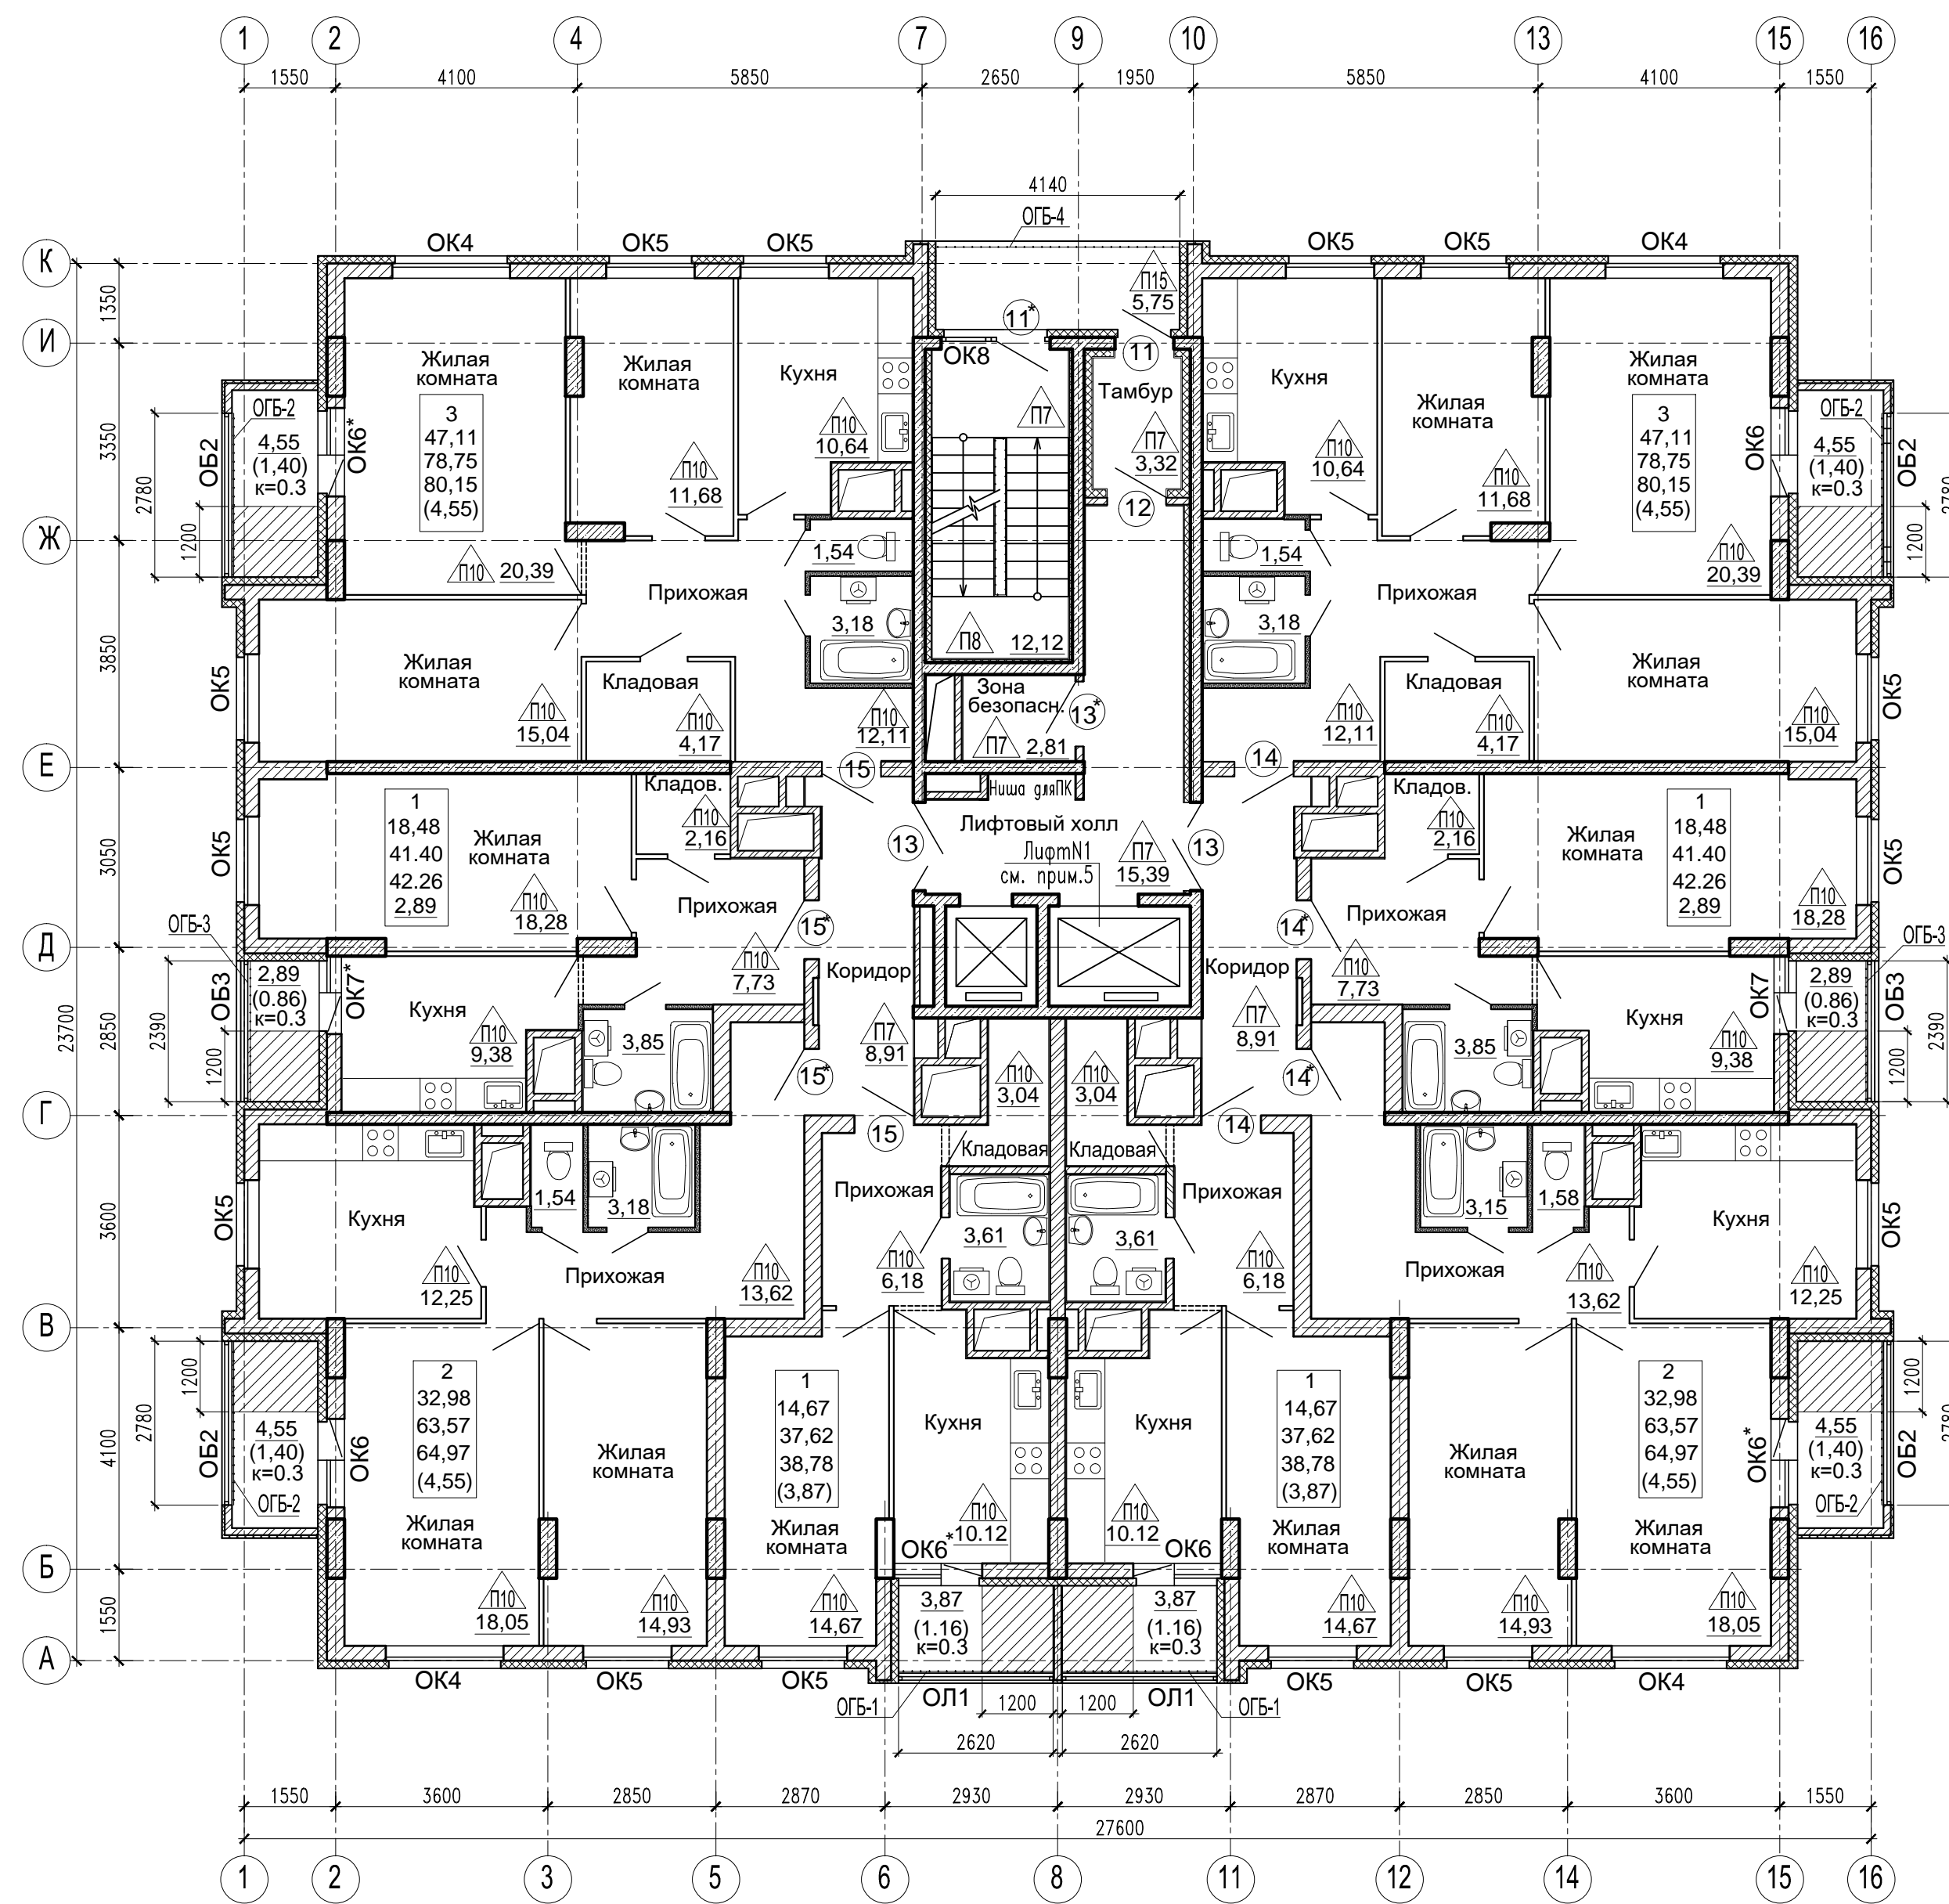 1 2 4 7 9 10 13 15 16
1550 4100 5850 2650 1950 5850 4100 1550
4140
ОГБ-4
К
ОК4 ОК5 ОК5 ОК5 ОК5 ОК4
1350
П15
5,75
И
11*
ОК8
11
Жилая
комната
Жилая
комната
Кухня
Тамбур
Кухня
Жилая
комната
Жилая
комната
3350
ОГБ-2
ОБ2
4,55
(1,40)
к=0.3
ОК6*
3
47,11
78,75
80,15
(4,55)
П10
11,68
П10
10,64
П7
П7
3,32
12
П10
10,64
П10
11,68
3
47,11
78,75
80,15
(4,55)
ОК6
ОГБ-2
4,55
(1,40)
к=0.3
ОБ2
2780
1200
2780
1200
Ж
П10 20,39
1,54
1,54
П10
20,39
Прихожая
Прихожая
3850
3,18
П8 12,12
3,18
ОК5
Жилая
комната
Кладовая
Зона
безопасн.
13*
Кладовая
Жилая
комната
ОК5
П10
15,04
П10
4,17
П10
12,11
П7 2,81
П10
12,11
П10
4,17
П10
15,04
Е
15
14
Кладов.
Ниша дляПК
Кладов.
3050
ОК5
1
18,48
41.40
42.26
2,89
Жилая
комната
П10
2,16
Лифтовый холл
13
ЛифтN1
см. прим.5
П7
15,39
13
П10
2,16
Жилая
комната
1
18,48
41.40
42.26
2,89
ОК5
П10
18,28
Прихожая
Прихожая
П10
18,28
15*
14*
Д
ОГБ-3
ОГБ-3
23700
2850
2390
1200
ОБ3
2,89
(0.86)
к=0.3
ОК7*
Кухня
П10
9,38
3,85
П10
7,73
Коридор
П7
8,91
15*
Коридор
П7
8,91
14*
П10
7,73
3,85
Кухня
П10
9,38
ОК7
2,89
(0.86)
к=0.3
ОБ3
2390
1200
П10
3,04
П10
3,04
Г
15
14
Кладовая
Кладовая
3600
ОК5
Кухня
1,54
3,18
Прихожая
3,61
3,61
Прихожая
3,15
1,58
Кухня
ОК5
П10
12,25
Прихожая
П10
13,62
П10
6,18
П10
6,18
Прихожая
П10
13,62
П10
12,25
В
4100
2780
1200
ОБ2
4,55
(1,40)
к=0.3
ОГБ-2
ОК6
2
32,98
63,57
64,97
(4,55)
Жилая
комната
Жилая
комната
1
14,67
37,62
38,78
(3,87)
Жилая
комната
Кухня
П10
10.12
Кухня
П10
10.12
1
14,67
37,62
38,78
(3,87)
Жилая
комната
Жилая
комната
2
32,98
63,57
64,97
(4,55)
Жилая
комната
ОК6*
4,55
(1,40)
к=0.3
ОГБ-2
ОБ2
1200
2780
Б
ОК6*
ОК6
1550
П10
18,05
П10
14,93
П10
14,67
3,87
(1.16)
к=0.3
3,87
(1.16)
к=0.3
П10
14,67
П10
14,93
П10
18,05
А
ОК4 ОК5 ОК5 ОГБ-1 ОЛ1 1200 1200 ОЛ1 ОГБ-1 ОК5 ОК5 ОК4
2620 2620
1550 3600 2850 2870 2930 2930 2870 2850 3600 1550
27600
1 2 3 5 6 8 11 12 14 15 16